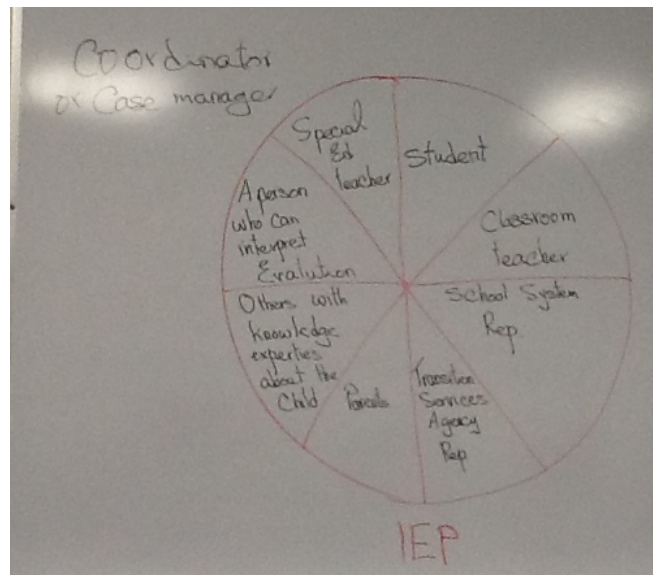 Coordinator
or Case manager
Special
Ed
teacher
Student
A person
who can
interpret
Evalution
Classroom
teacher
Others with
knowledge
experties
about the
Child
School System
Rep.
Parents
Transition
Services
Agency
Rep
IEP